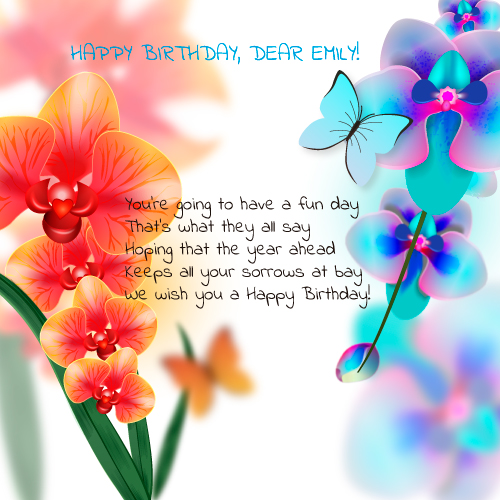 HAPPY BIRTHDAY, DEAR EMILY!
You're going to have a fun day
That's what they all say
Hoping that the year ahead
Keeps all your sorrows at bay
We wish you a Happy Birthday!